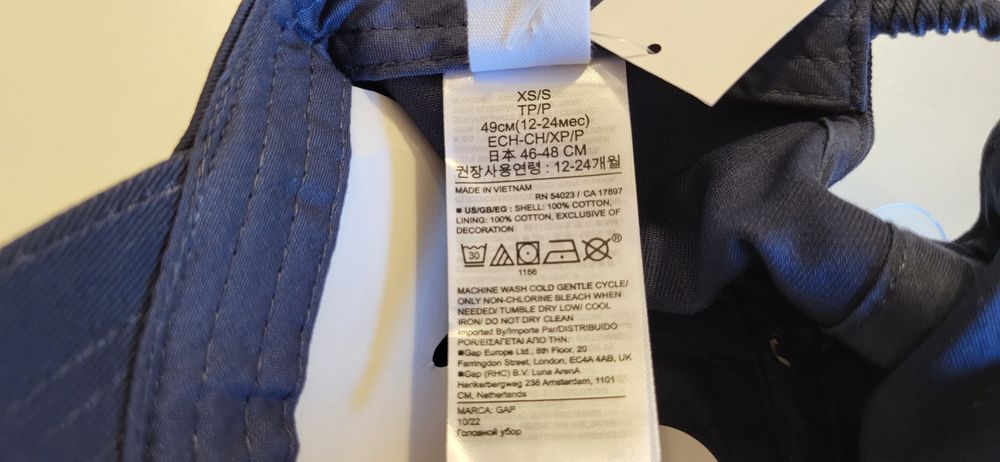 XS/S
TP/P
49см(12-24мес)
ECH-CH/XP/P
日本 46-48 CM
권장사용연령 : 12-24개월
MADE IN VIETNAM
RN 54023 / CA 17897
■ US/GB/EG : SHELL: 100% COTTON,
LINING: 100% COTTON, EXCLUSIVE OF
DECORATION
30
®
1166
MACHINE WASH COLD GENTLE CYCLE/
ONLY NON-CHLORINE BLEACH WHEN
NEEDED/ TUMBLE DRY LOW/ COOL
IRON/ DO NOT DRY CLEAN
Imported by/Importe Par/DISTRIBUIDO
POR/ΕΙΣΑΓΕΤΑΙ ΑΠΟ ΤΗΝ:
■Gap Europe Ltd., 8th Floor, 20
Farringdon Street, London, EC4A 4AB, UK
■Gap (RHC) B.V. Luna ArenA
Herikerbergweg 238 Amsterdam, 1101
CM, Netherlands
MARCA: GAP
10/22
Головной убор